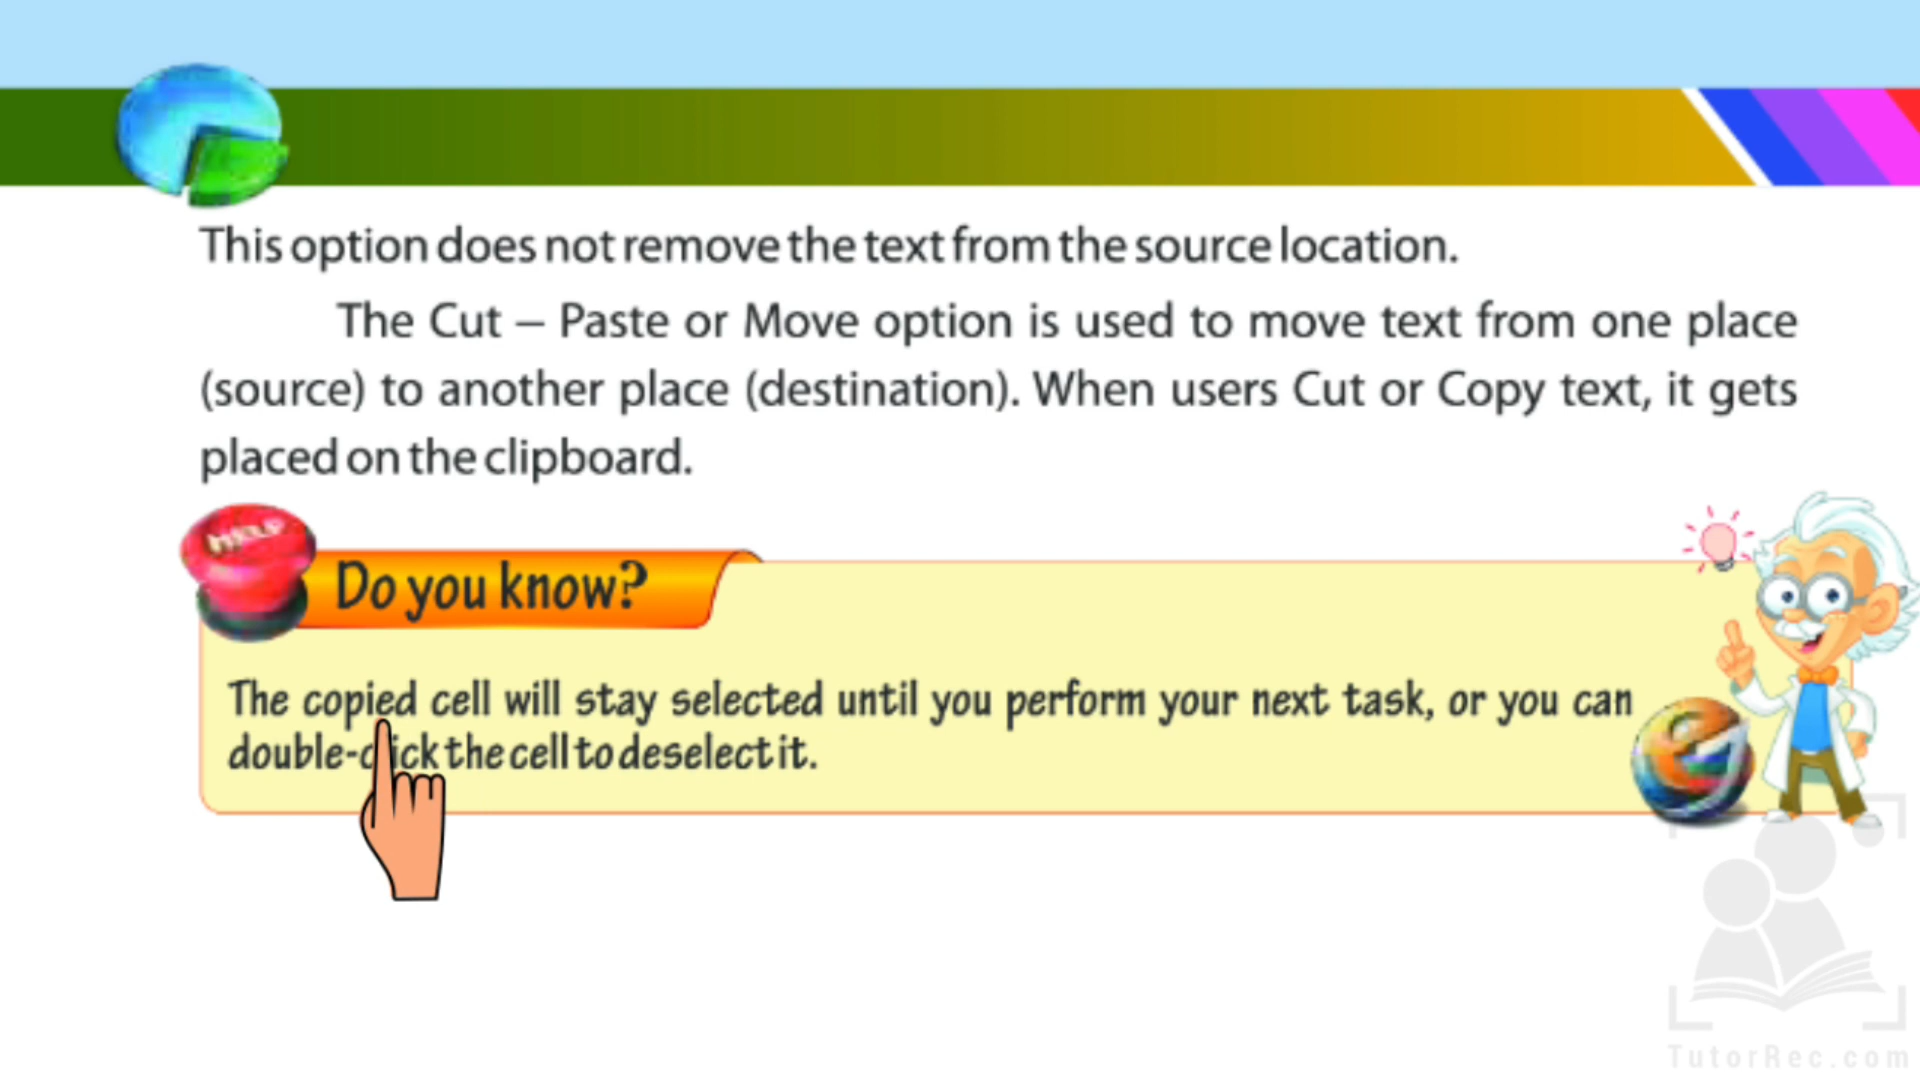 This option does not remove the text from the source location.
The Cut – Paste or Move option is used to move text from one place
(source) to another place (destination). When users Cut or Copy text, it gets
placed on the clipboard.
HELP
Do you know?
The copied cell will stay selected until you perform your next task, or you can
double-click the cell to deselect it.
TutorRec.com